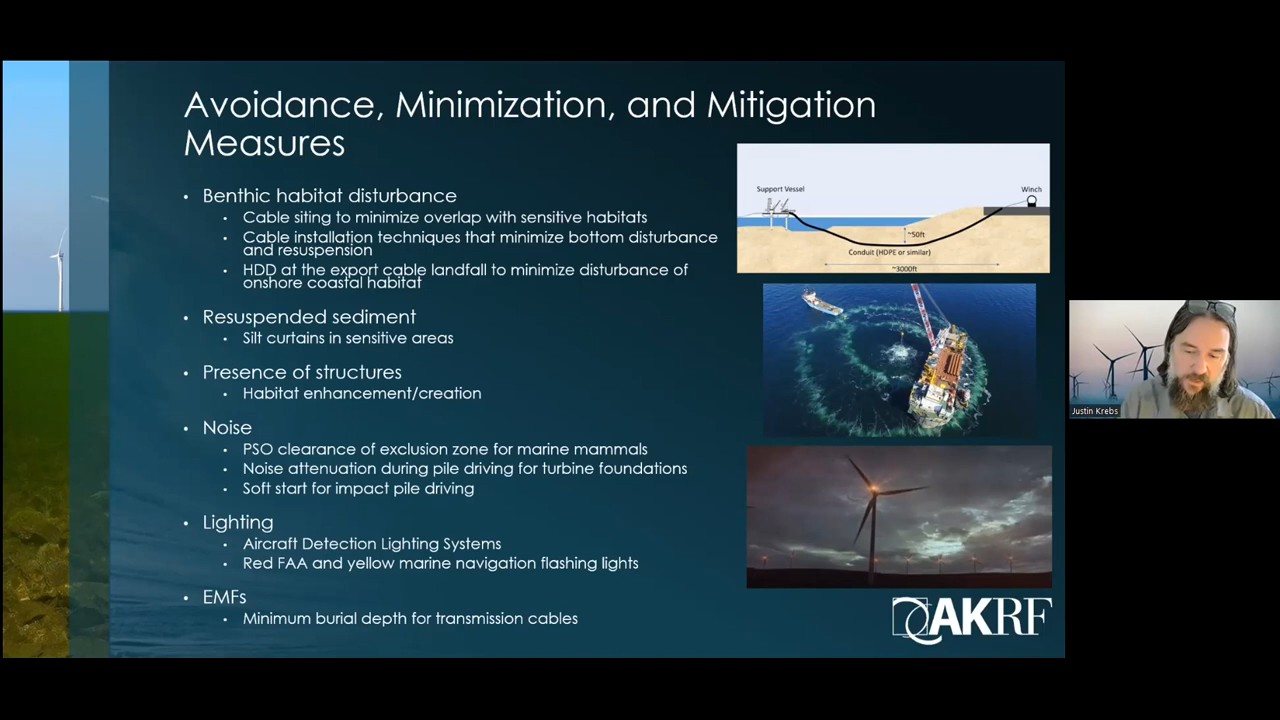 Avoidance, Minimization, and Mitigation
Measures
• Benthic habitat disturbance
• Cable siting to minimize overlap with sensitive habitats
• Cable installation techniques that minimize bottom disturbance
and resuspension
• HDD at the export cable landfall to minimize disturbance of
onshore coastal habitat
• Resuspended sediment
• Silt curtains in sensitive areas
• Presence of structures
• Habitat enhancement/creation
• Noise
• PSO clearance of exclusion zone for marine mammals
• Noise attenuation during pile driving for turbine foundations
• Soft start for impact pile driving
• Lighting
• Aircraft Detection Lighting Systems
• Red FAA and yellow marine navigation flashing lights
• EMFs
• Minimum burial depth for transmission cables
Support Vessel
Winch
~50ft
Conduit (HDPE or similar)
~3000ft
AKRF
Justin Krebs